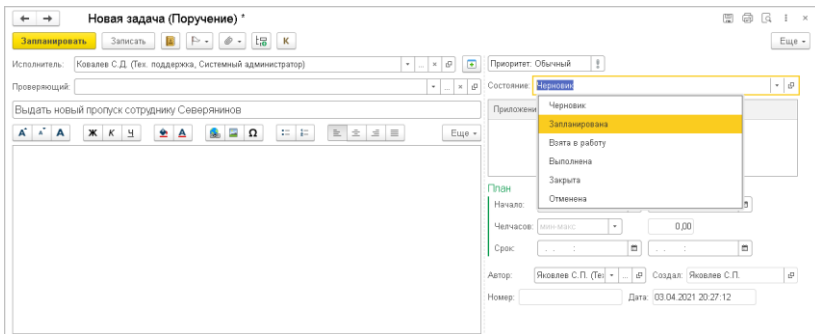 Новая задача (Поручение) *
Запланировать Записать К Еще
Исполнитель: Ковалев С.Д. (Тех. поддержка, Системный администратор) Приоритет: Обычный
Проверяющий: Состояние: Черновик
Выдать новый пропуск сотруднику Северянинов Приложени
Черновик
Запланирована
Ж К Ч А Ω Еще
Взята в работу
Выполнена
Закрыта
Отменена
План
Начало:
Челчасов: мин-макс 0,00
Срок: . . : . . :
Автор: Яковлев С.П. (Те Создал: Яковлев С.П.
Номер: Дата: 03.04.2021 20:27:12